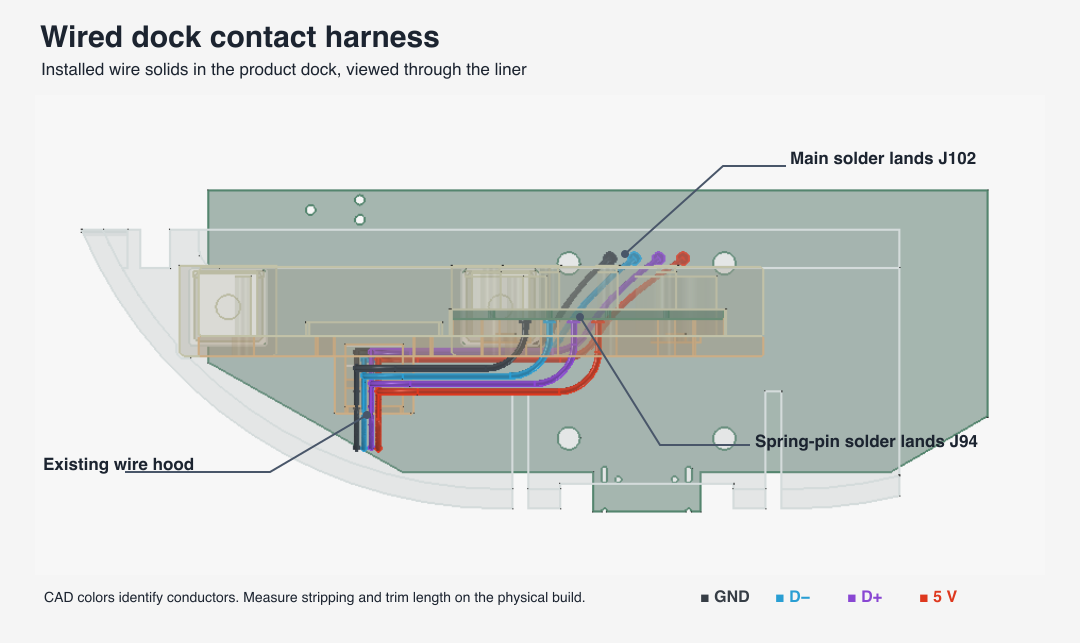 Wired dock contact harness
Installed wire solids in the product dock, viewed through the liner
Main solder lands J102
Spring-pin solder lands J94
Existing wire hood
CAD colors identify conductors. Measure stripping and trim length on the physical build.
GND D− D+ 5 V